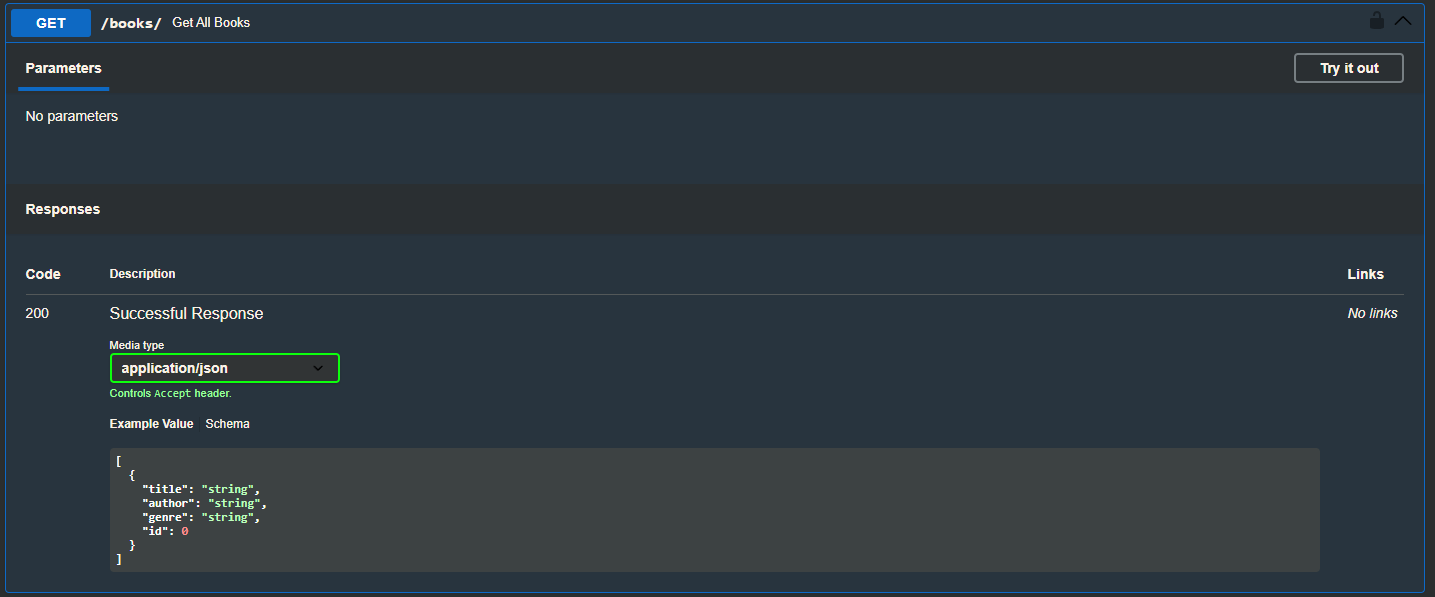 GET /books/ Get All Books
Parameters
Try it out
No parameters
Responses
Code Description Links
200 Successful Response No links
Media type
application/json
Controls Accept header.
Example Value Schema
[
  {
    "title": "string",
    "author": "string",
    "genre": "string",
    "id": 0
  }
]